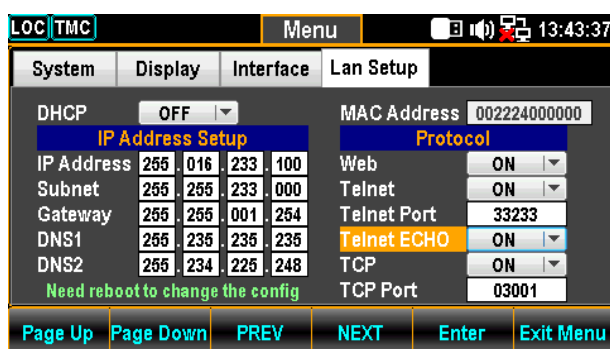 LOC TMC Menu 13:43:37
System Display Interface Lan Setup
DHCP OFF
IP Address Setup
IP Address 255 . 016 . 233 . 100
Subnet 255 . 255 . 233 . 000
Gateway 255 . 255 . 001 . 254
DNS1 255 . 235 . 235 . 235
DNS2 255 . 234 . 225 . 248
Need reboot to change the config
MAC Address 002224000000
Protocol
Web ON
Telnet ON
Telnet Port 33233
Telnet ECHO ON
TCP ON
TCP Port 03001
Page Up Page Down PREV NEXT Enter Exit Menu